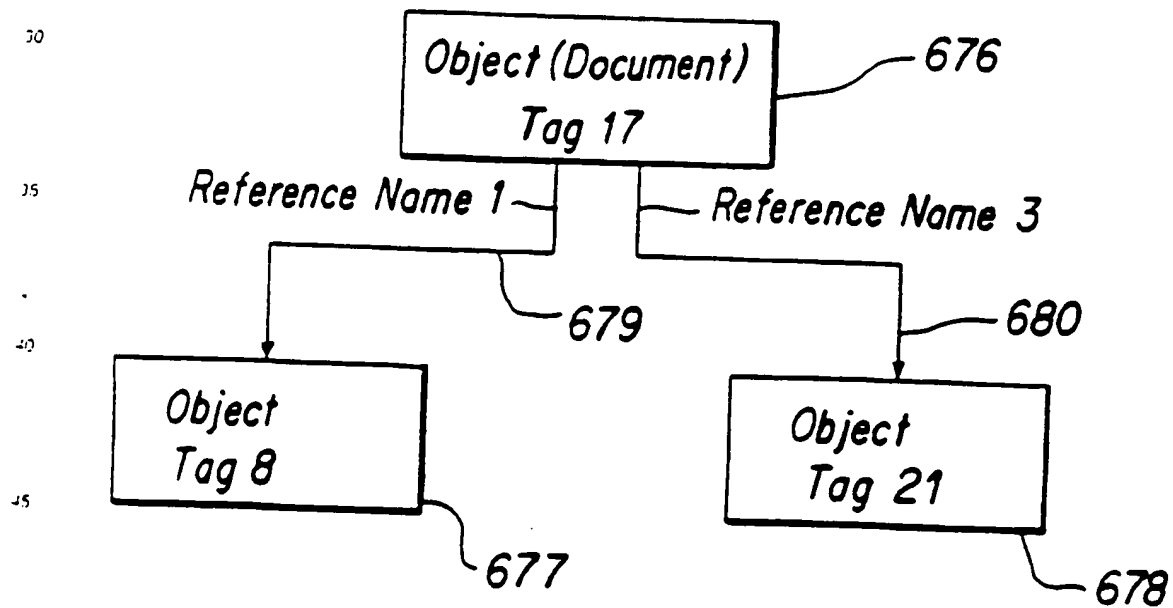 Object (Document)
Tag 17
676
Reference Name 1
Reference Name 3
679
680
Object
Tag 8
677
Object
Tag 21
678